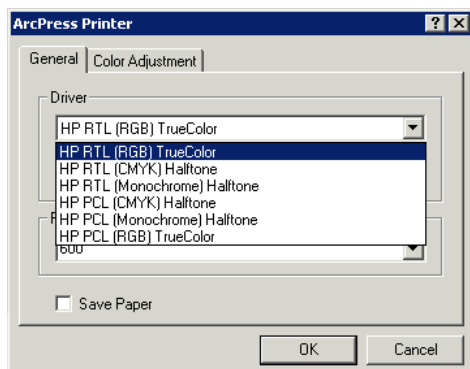 ArcPress Printer
General
Color Adjustment
Driver
HP RTL (RGB) TrueColor
HP RTL (RGB) TrueColor
HP RTL (CMYK) Halftone
HP RTL (Monochrome) Halftone
HP PCL (CMYK) Halftone
HP PCL (Monochrome) Halftone
HP PCL (RGB) TrueColor
600
Save Paper
OK
Cancel